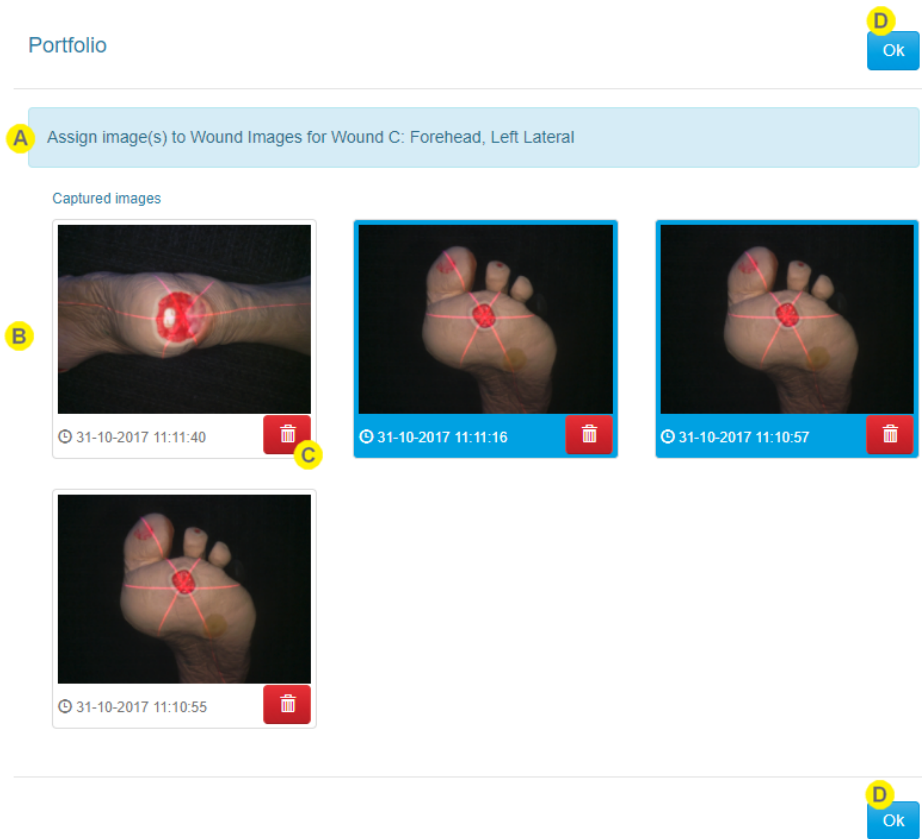 D
Portfolio
Ok
A
Assign image(s) to Wound Images for Wound C: Forehead, Left Lateral
Captured images
B
31-10-2017 11:11:40
31-10-2017 11:11:16
31-10-2017 11:10:57
C
31-10-2017 11:10:55
D
Ok